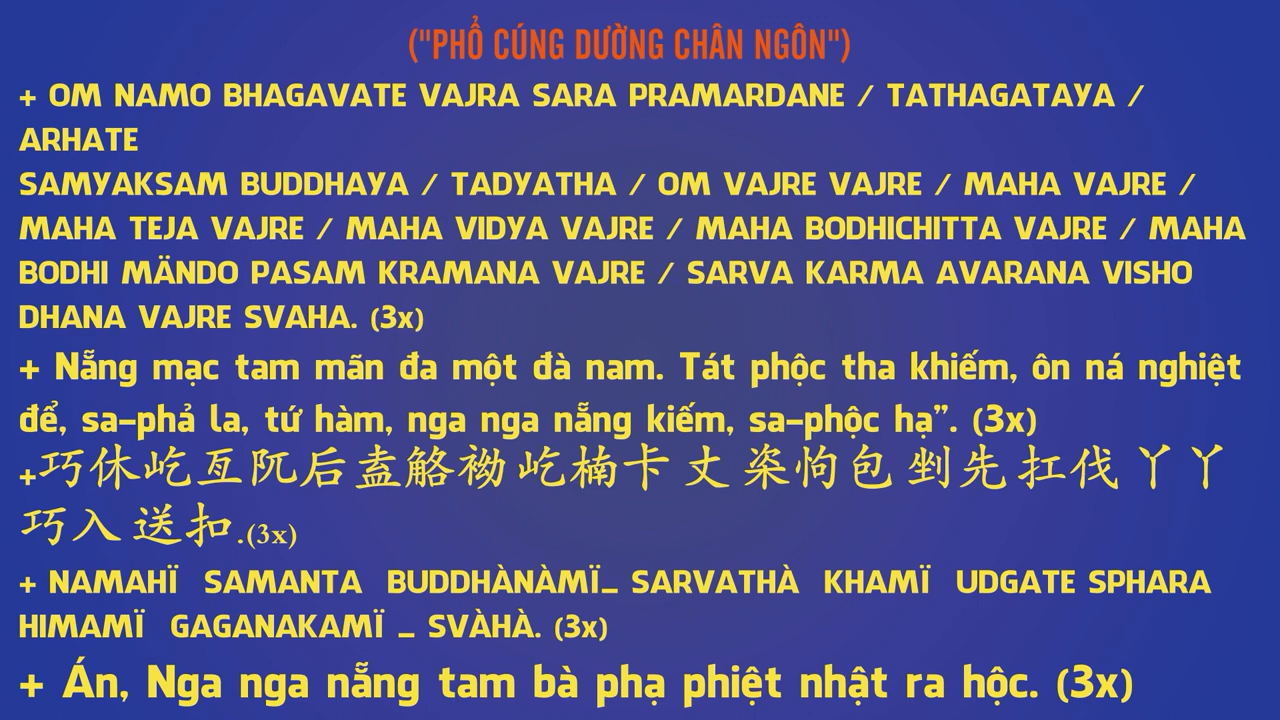 ("PHỔ CÚNG DƯỜNG CHÂN NGÔN")
+ OM NAMO BHAGAVATE VAJRA SARA PRAMARDANE / TATHAGATAYA /
ARHATE
SAMYAKSAM BUDDHAYA / TADYATHA / OM VAJRE VAJRE / MAHA VAJRE /
MAHA TEJA VAJRE / MAHA VIDYA VAJRE / MAHA BODHICHITTA VAJRE / MAHA
BODHI MÄNDO PASAM KRAMANA VAJRE / SARVA KARMA AVARANA VISHO
DHANA VAJRE SVAHA. (3x)
+ Nẵng mạc tam mãn đa một đà nam. Tát phộc tha khiếm, ôn ná nghiệt
để, sa-phả la, tứ hàm, nga nga nẵng kiếm, sa-phộc hạ”. (3x)
+巧休屹亙阢后盍觡袎屹楠卡丈染怐包剉先扛伐丫丫
巧入送扣.(3x)
+ NAMAHÏ SAMANTA BUDDHÀNÀMÏ_ SARVATHÀ KHAMÏ UDGATE SPHARA
HIMAMÏ GAGANAKAMÏ _ SVÀHÀ. (3x)
+ Án, Nga nga nẵng tam bà phạ phiệt nhật ra hộc. (3x)